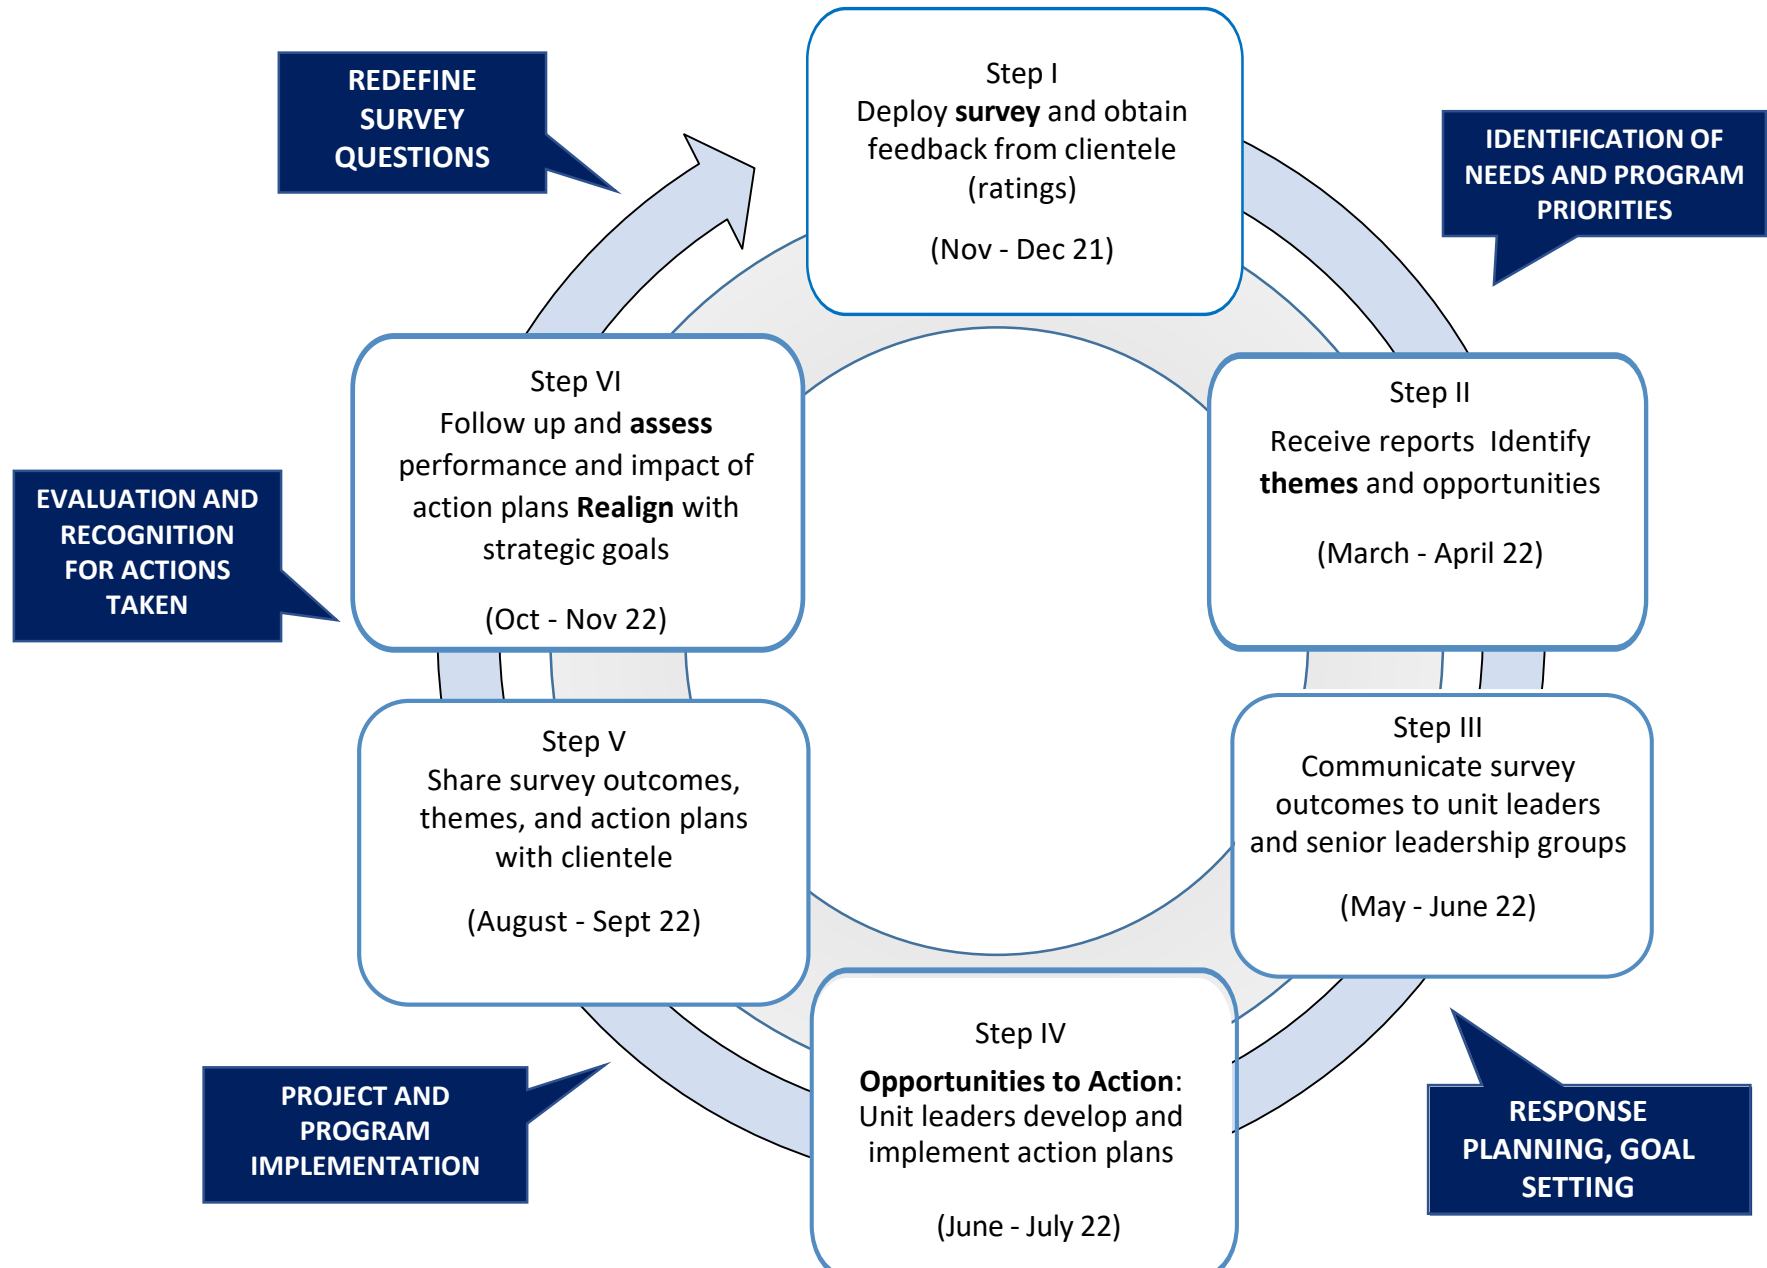 REDEFINE
SURVEY
QUESTIONS
Step I
Deploy survey and obtain
feedback from clientele
(ratings)
(Nov - Dec 21)
IDENTIFICATION OF
NEEDS AND PROGRAM
PRIORITIES
Step II
Receive reports  Identify
themes and opportunities
(March - April 22)
Step III
Communicate survey
outcomes to unit leaders
and senior leadership groups
(May - June 22)
RESPONSE
PLANNING, GOAL
SETTING
Step IV
Opportunities to Action:
Unit leaders develop and
implement action plans
(June - July 22)
PROJECT AND
PROGRAM
IMPLEMENTATION
Step V
Share survey outcomes,
themes, and action plans
with clientele
(August - Sept 22)
EVALUATION AND
RECOGNITION
FOR ACTIONS
TAKEN
Step VI
Follow up and assess
performance and impact of
action plans Realign with
strategic goals
(Oct - Nov 22)